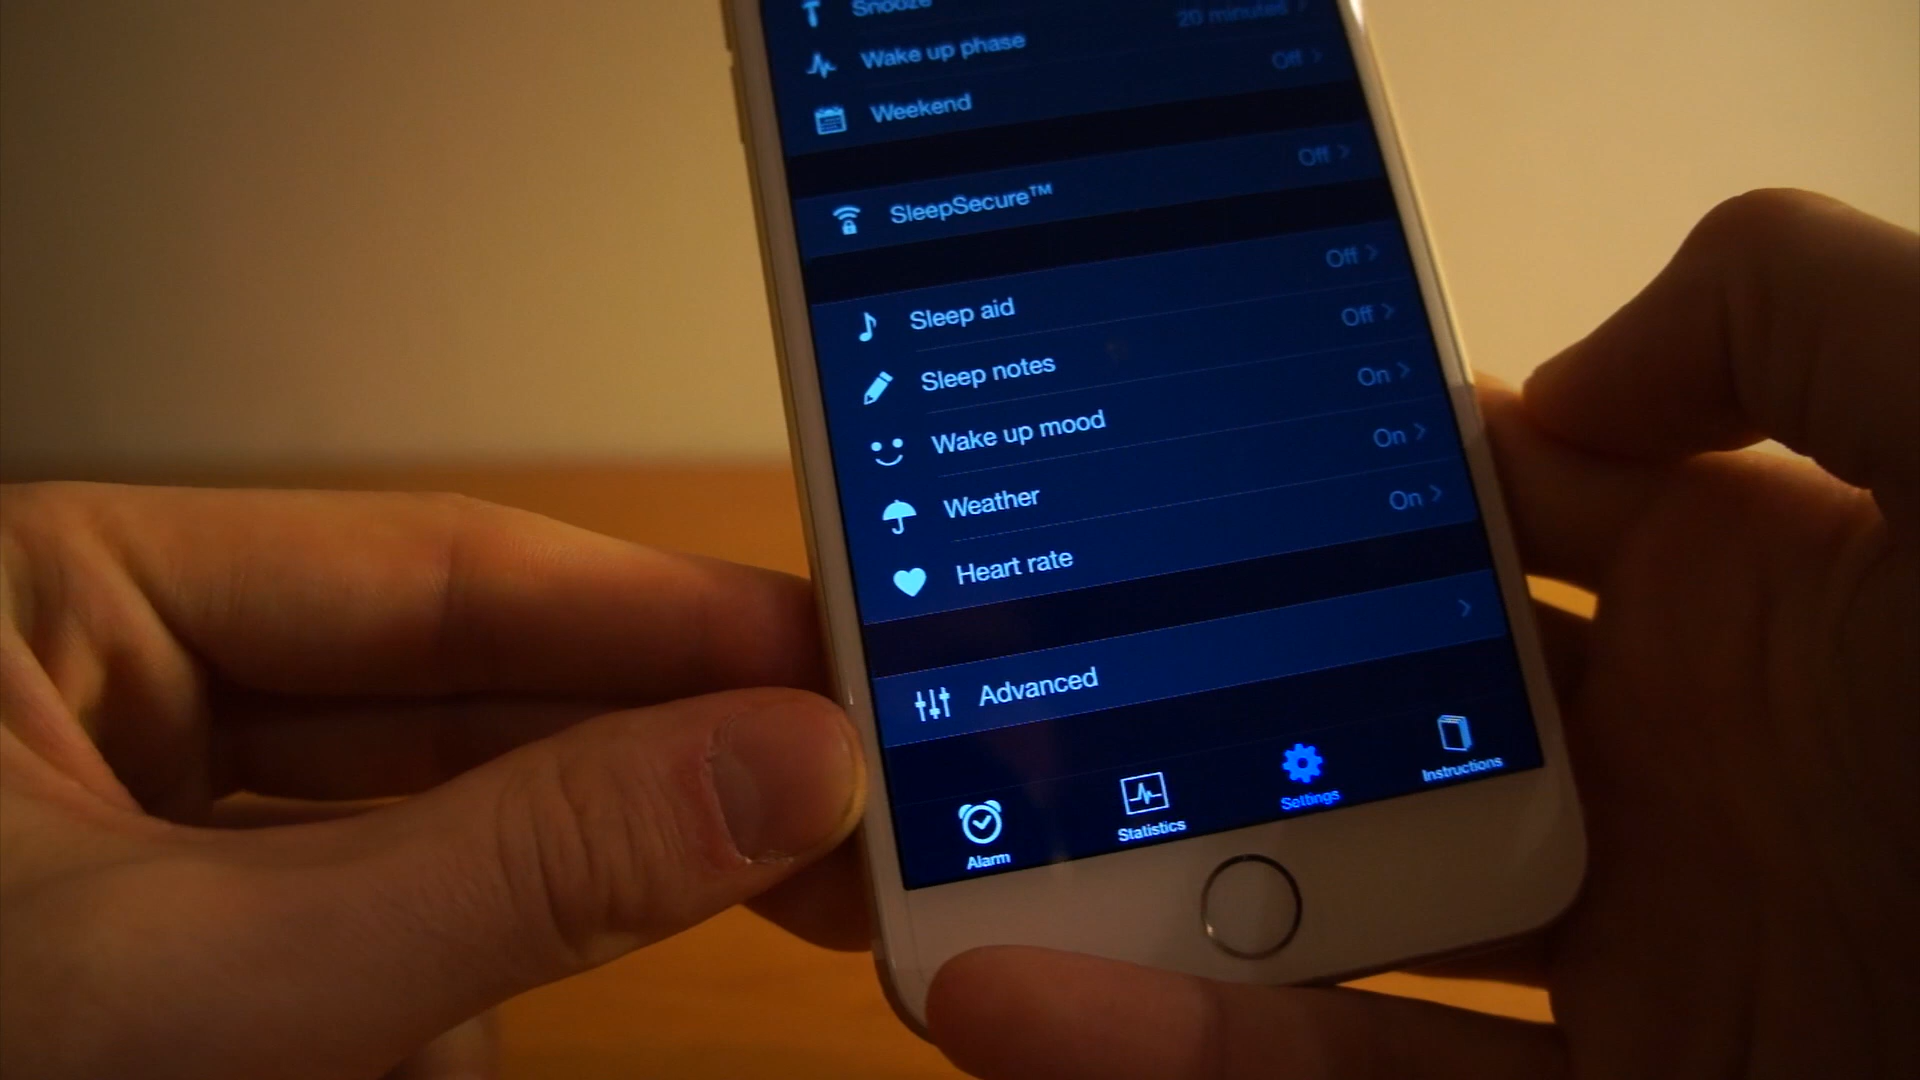 Snooze
Wake up phase 20 minutes
Weekend Off
SleepSecure™ Off
Sleep aid Off
Sleep notes Off
Wake up mood On
Weather On
Heart rate On
Advanced
Alarm Statistics Settings Instructions